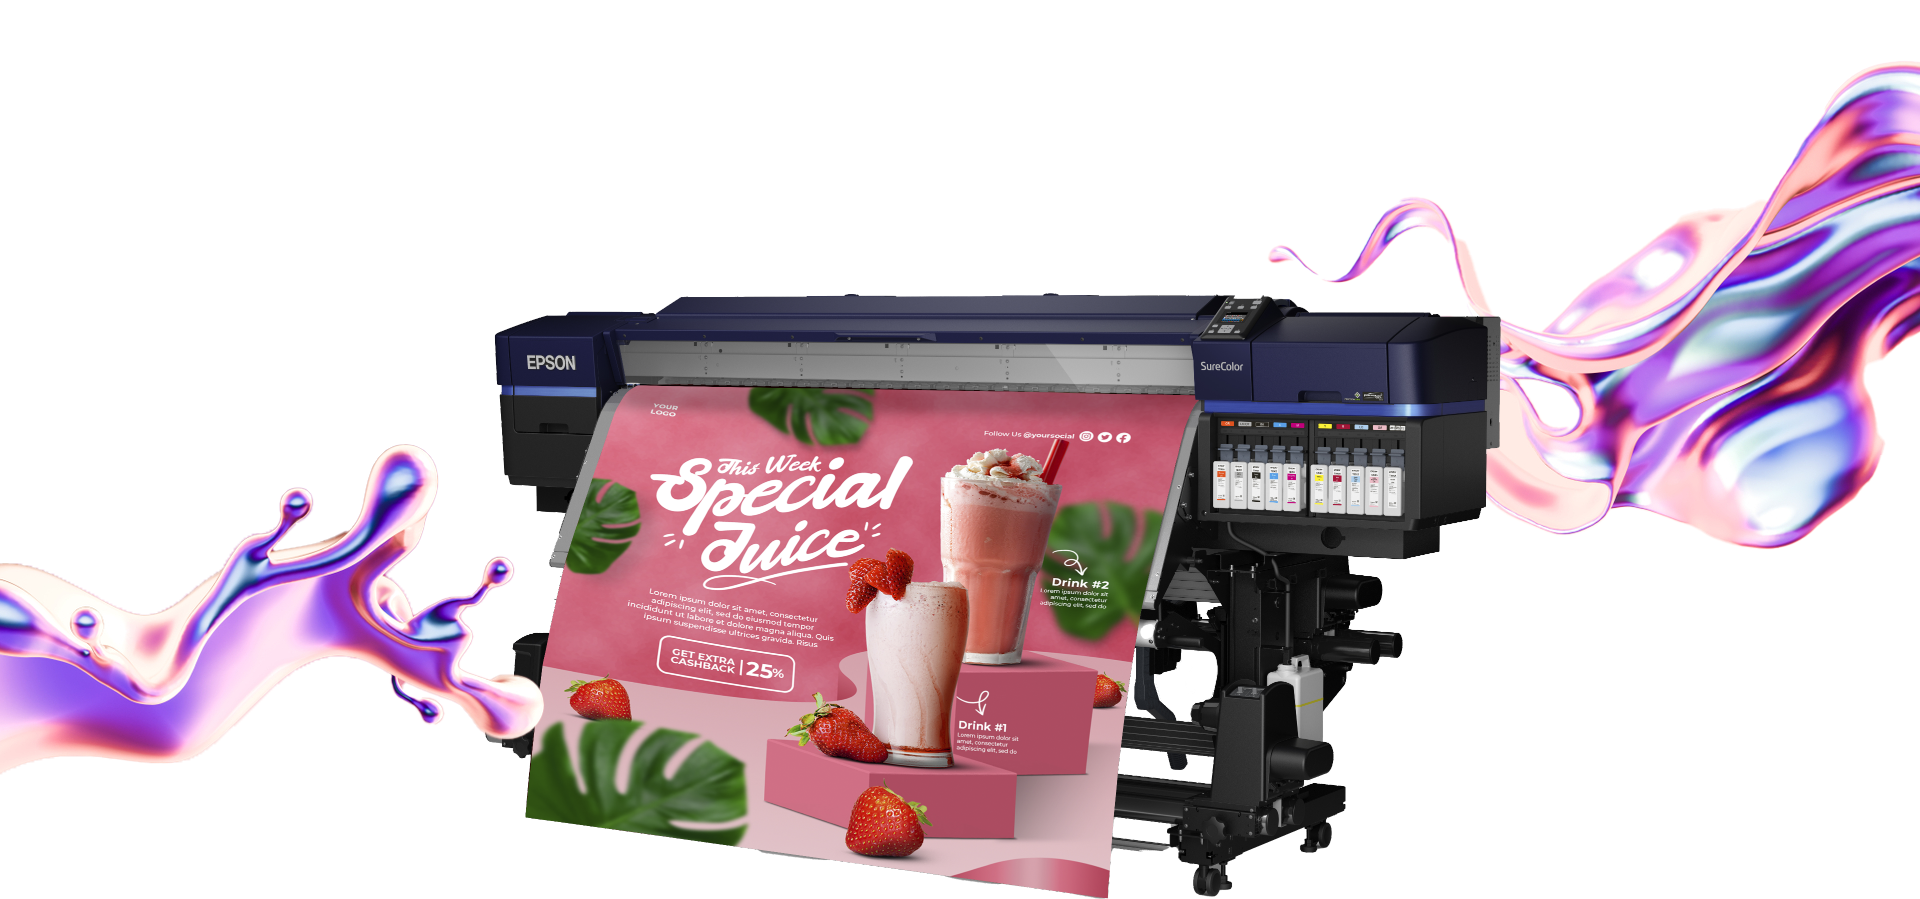 EPSON
SureColor
YOUR
LOGO
Follow Us @yoursocial
This Week
Special
Juice
Lorem ipsum dolor sit amet, consectetur
adipiscing elit, sed do eiusmod tempor
incididunt ut labore et dolore magna aliqua. Quis
ipsum suspendisse ultrices gravida. Risus
GET EXTRA
CASHBACK
25%
Drink #2
Lorem ipsum dolor sit
amet, consectetur
adipiscing elit, sed do
Drink #1
Lorem ipsum dolor sit
amet, consectetur
adipiscing elit, sed do